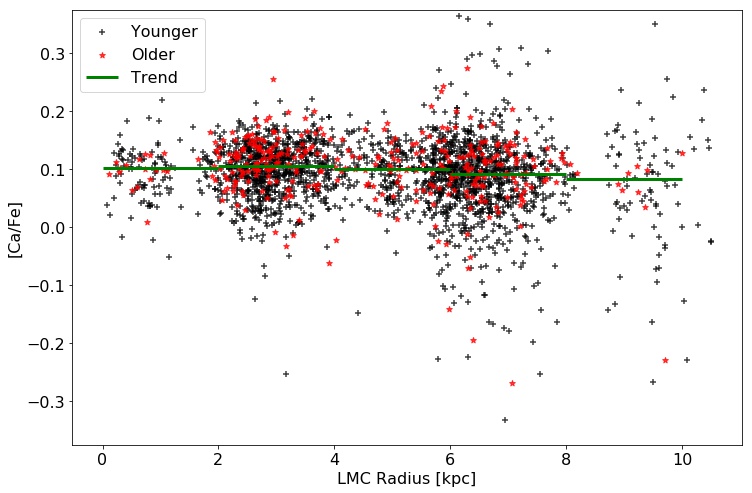 Younger
Older
Trend
[Ca/Fe]
0.3
0.2
0.1
0.0
−0.1
−0.2
−0.3
0 2 4 6 8 10
LMC Radius [kpc]